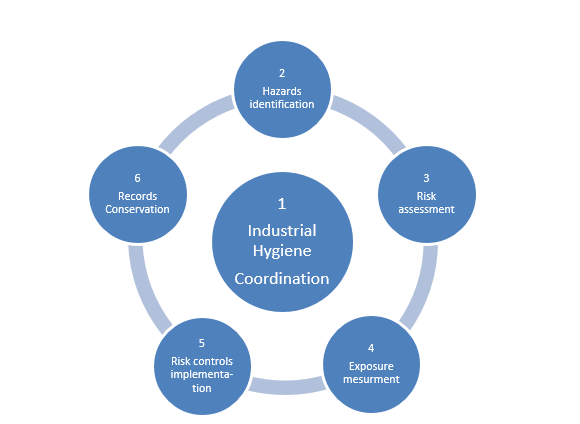 2
Hazards
identification
3
Risk
assessment
1
Industrial
Hygiene
Coordination
6
Records
Conservation
4
Exposure
mesurment
5
Risk controls
implementa-
tion